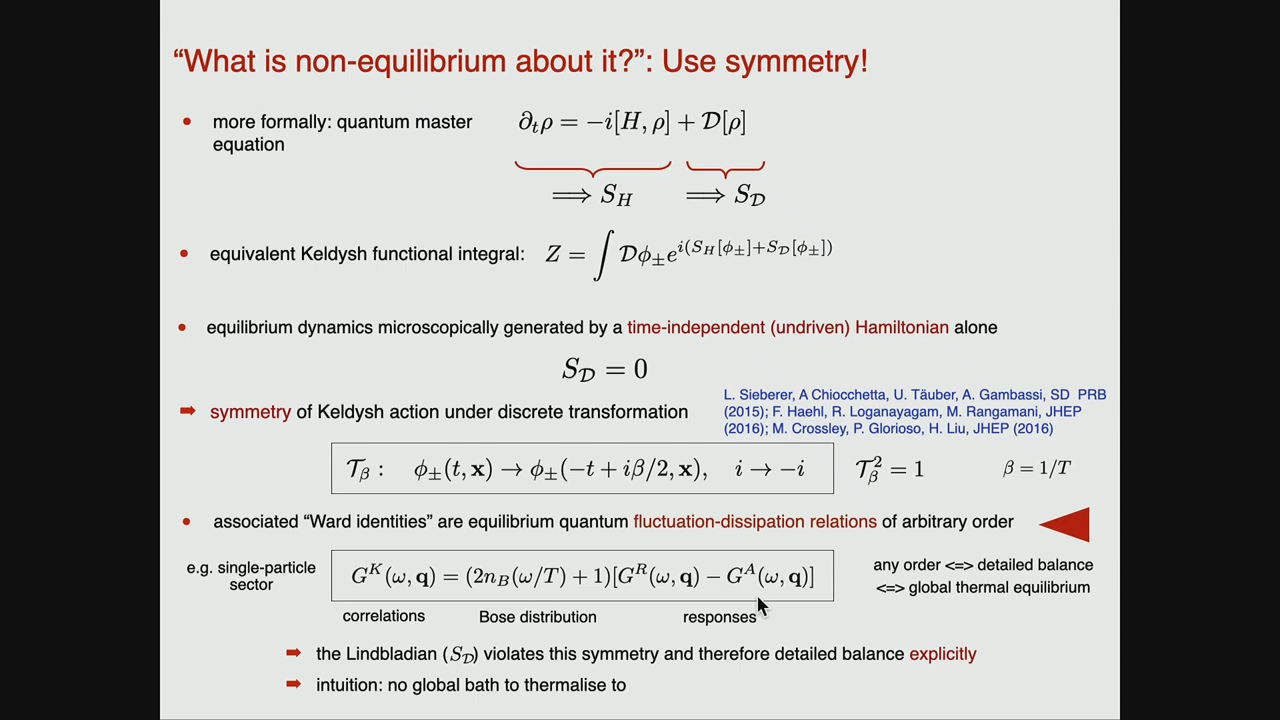 “What is non-equilibrium about it?”: Use symmetry!
• more formally: quantum master equation
∂ₜρ = −i[H, ρ] + 𝒟[ρ]
⟹ S_H ⟹ S_𝒟
• equivalent Keldysh functional integral: Z = ∫ 𝒟ϕ± e^{i(S_H[ϕ±]+S_𝒟[ϕ±])}
• equilibrium dynamics microscopically generated by a time-independent (undriven) Hamiltonian alone
S_𝒟 = 0
L. Sieberer, A Chiocchetta, U. Täuber, A. Gambassi, SD PRB
(2015); F. Haehl, R. Loganayagam, M. Rangamani, JHEP
(2016); M. Crossley, P. Glorioso, H. Liu, JHEP (2016)
➡ symmetry of Keldysh action under discrete transformation
𝒯_β : ϕ±(t, x) → ϕ±(−t + iβ/2, x), i → −i 𝒯_β² = 1 β = 1/T
• associated “Ward identities” are equilibrium quantum fluctuation-dissipation relations of arbitrary order
e.g. single-particle
sector
G^K(ω, q) = (2n_B(ω/T) + 1)[G^R(ω, q) − G^A(ω, q)]
any order <=> detailed balance
<=> global thermal equilibrium
correlations Bose distribution responses
➡ the Lindbladian (S_𝒟) violates this symmetry and therefore detailed balance explicitly
➡ intuition: no global bath to thermalise to